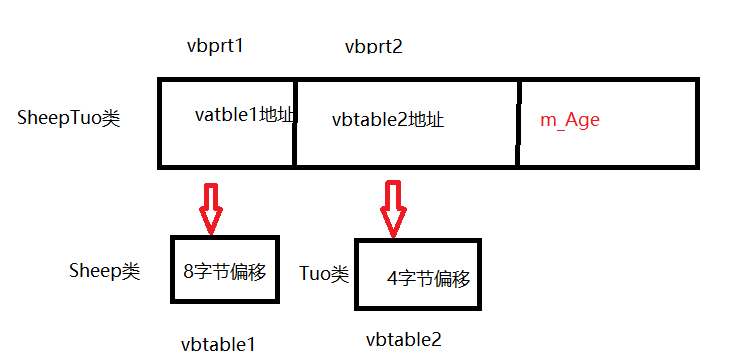 vbprt1
vbprt2
SheepTuo类
vatble1地址
vbtable2地址
m_Age
Sheep类
8字节偏移
Tuo类
4字节偏移
vbtable1
vbtable2